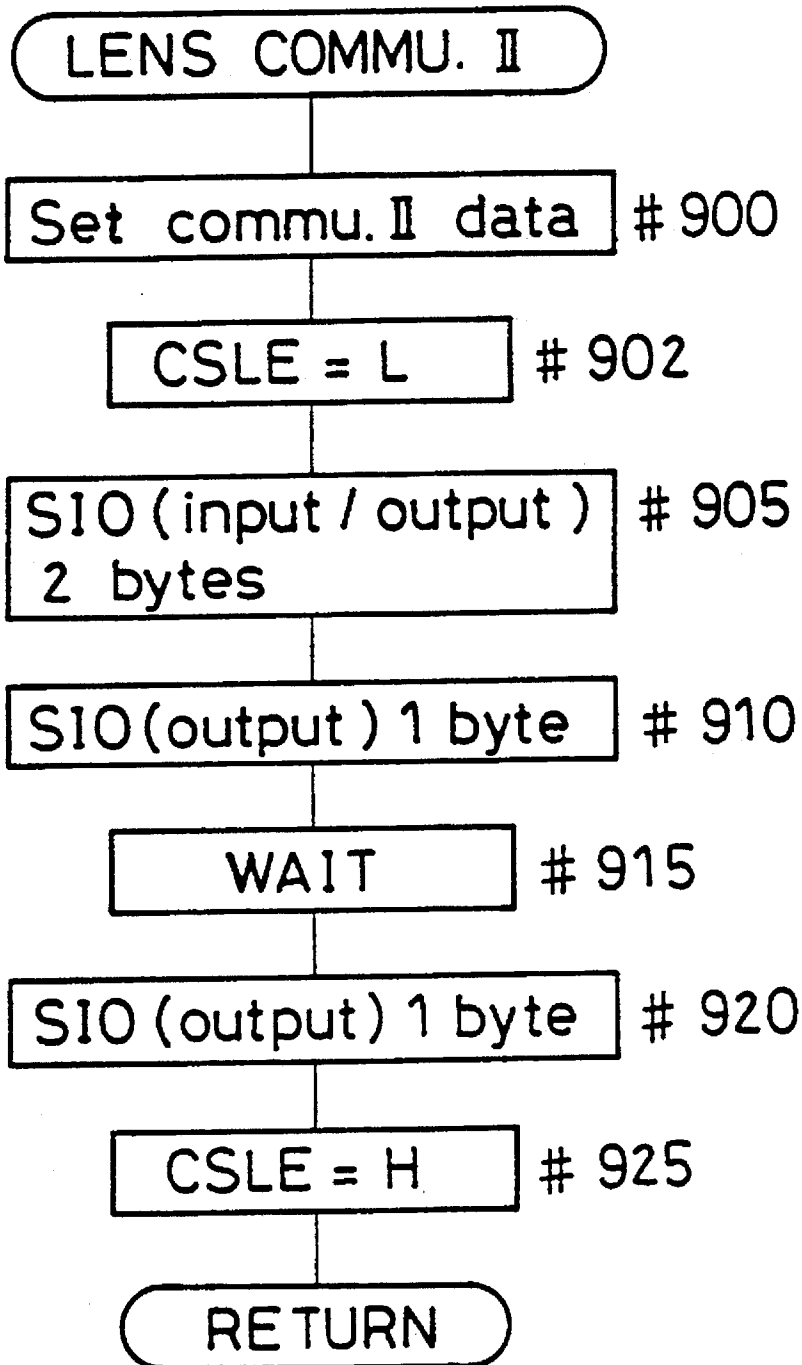 LENS COMMU. Ⅱ
Set commu. Ⅱ data # 900
CSLE = L # 902
SIO (input / output) # 905
2 bytes
SIO (output) 1 byte # 910
WAIT # 915
SIO (output) 1 byte # 920
CSLE = H # 925
RETURN